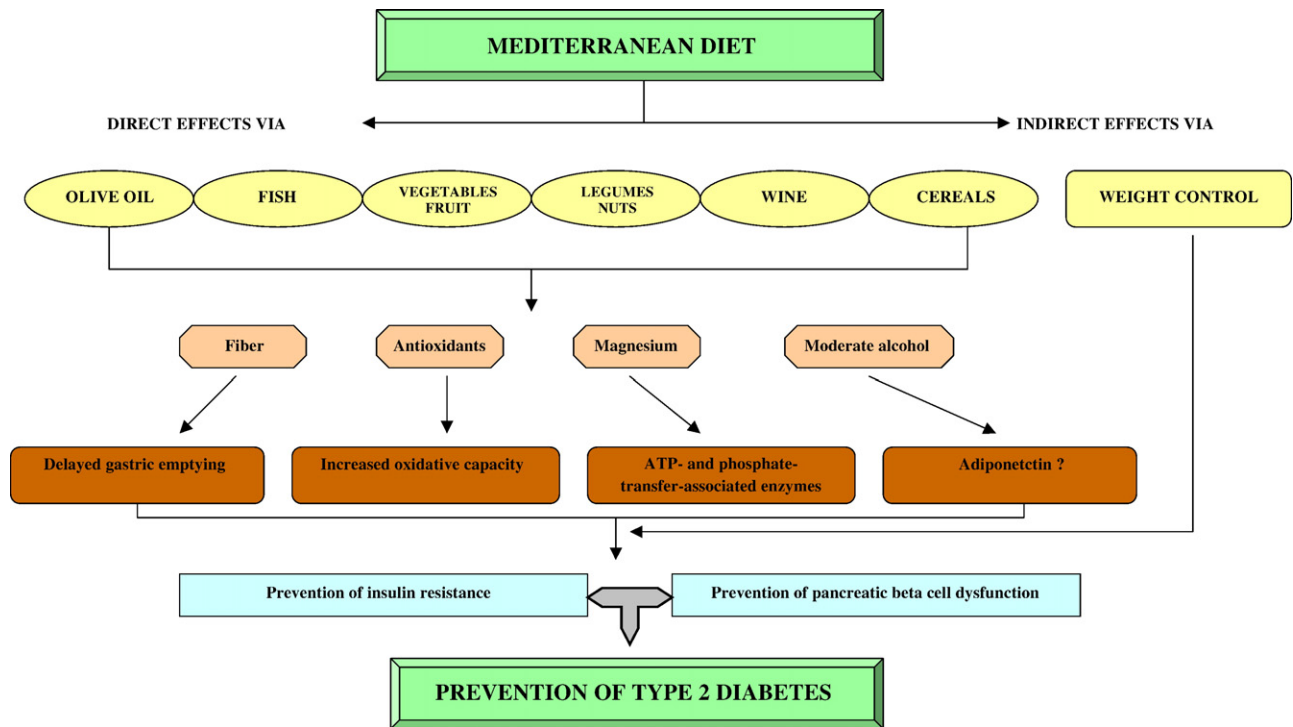 MEDITERRANEAN DIET
DIRECT EFFECTS VIA
INDIRECT EFFECTS VIA
OLIVE OIL
FISH
VEGETABLES
FRUIT
LEGUMES
NUTS
WINE
CEREALS
WEIGHT CONTROL
Fiber
Antioxidants
Magnesium
Moderate alcohol
Delayed gastric emptying
Increased oxidative capacity
ATP- and phosphate-
transfer-associated enzymes
Adiponetctin ?
Prevention of insulin resistance
Prevention of pancreatic beta cell dysfunction
PREVENTION OF TYPE 2 DIABETES